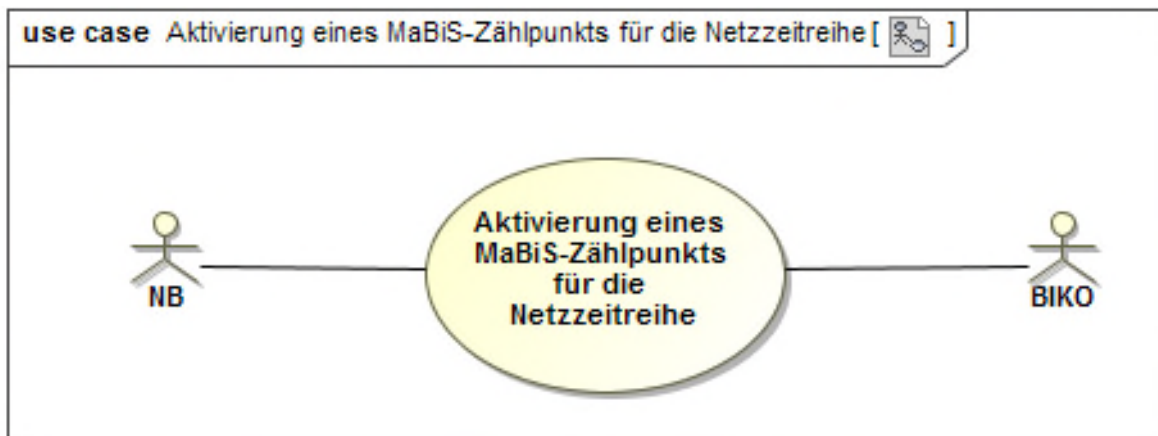 use case Aktivierung eines MaBiS-Zählpunkts für die Netzzeitreihe [ ]
Aktivierung eines
MaBiS-Zählpunkts
für die
Netzzeitreihe
NB
BIKO